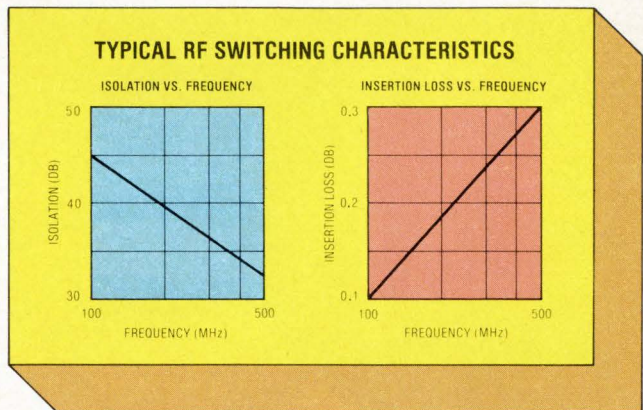 TYPICAL RF SWITCHING CHARACTERISTICS
ISOLATION VS. FREQUENCY
50
40
30
ISOLATION (DB)
100
500
FREQUENCY (MHz)
INSERTION LOSS VS. FREQUENCY
0.3
0.2
0.1
INSERTION LOSS (DB)
100
500
FREQUENCY (MHz)